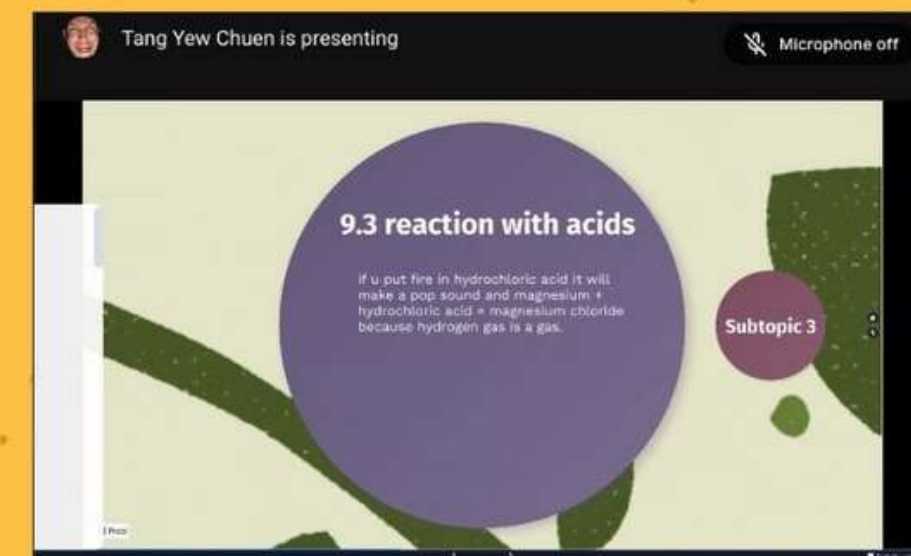 Tang Yew Chuen is presenting
Microphone off
9.3 reaction with acids
if u put fire in hydrochloric acid it will
make a pop sound and magnesium +
hydrochloric acid = magnesium chloride
because hydrogen gas is a gas.
Subtopic 3
Prezi